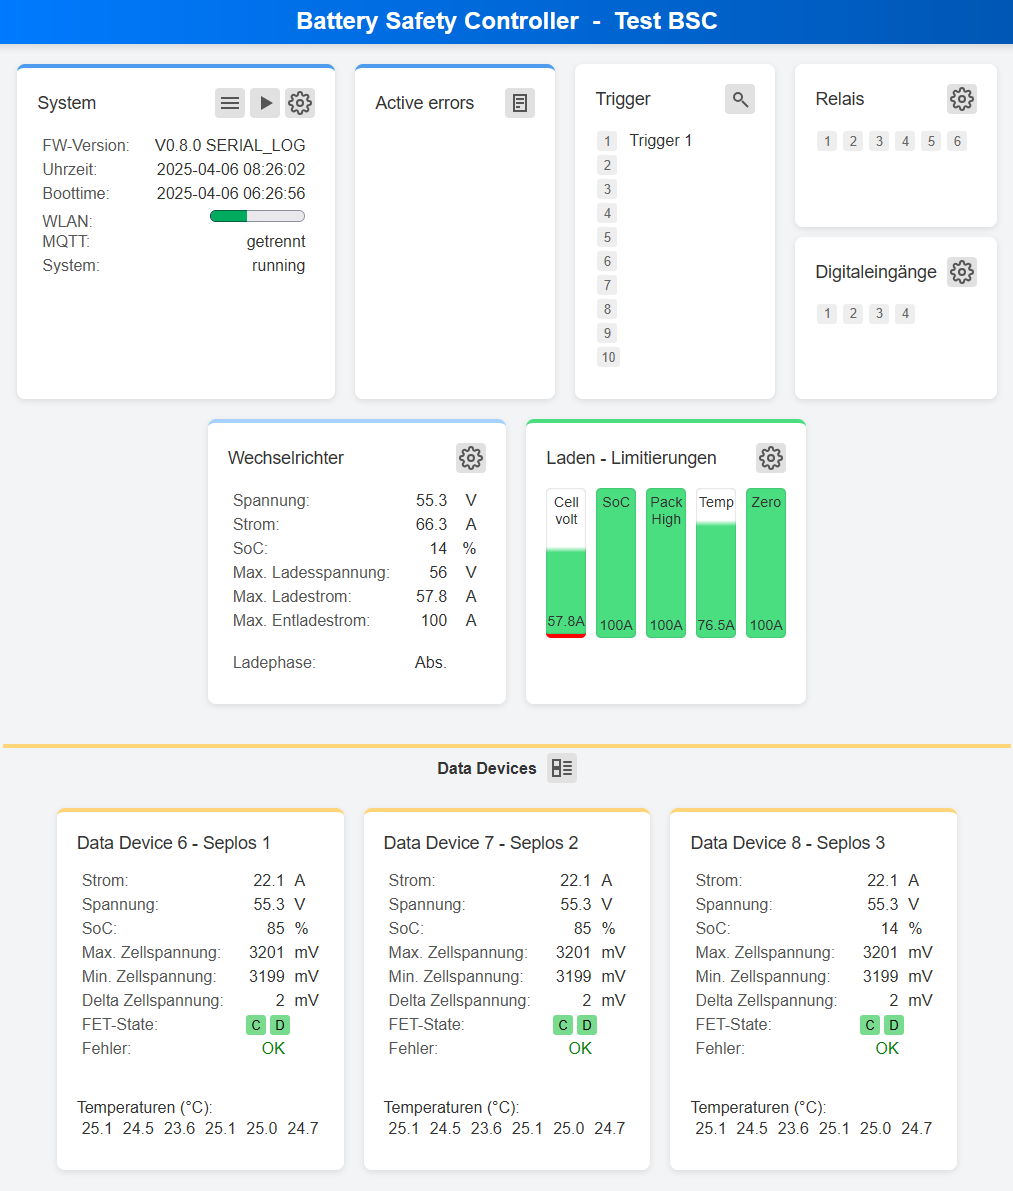 Battery Safety Controller - Test BSC
System
FW-Version: V0.8.0 SERIAL_LOG
Uhrzeit: 2025-04-06 08:26:02
Boottime: 2025-04-06 06:26:56
WLAN:
MQTT: getrennt
System: running
Active errors
Trigger
1 Trigger 1
2
3
4
5
6
7
8
9
10
Relais
1 2 3 4 5 6
Digitaleingänge
1 2 3 4
Wechselrichter
Spannung: 55.3 V
Strom: 66.3 A
SoC: 14 %
Max. Ladesspannung: 56 V
Max. Ladestrom: 57.8 A
Max. Entladestrom: 100 A
Ladephase: Abs.
Laden - Limitierungen
Cell volt
57.8A
SoC
100A
Pack High
100A
Temp
76.5A
Zero
100A
Data Devices
Data Device 6 - Seplos 1
Strom: 22.1 A
Spannung: 55.3 V
SoC: 85 %
Max. Zellspannung: 3201 mV
Min. Zellspannung: 3199 mV
Delta Zellspannung: 2 mV
FET-State: C D
Fehler: OK
Temperaturen (°C):
25.1 24.5 23.6 25.1 25.0 24.7
Data Device 7 - Seplos 2
Strom: 22.1 A
Spannung: 55.3 V
SoC: 85 %
Max. Zellspannung: 3201 mV
Min. Zellspannung: 3199 mV
Delta Zellspannung: 2 mV
FET-State: C D
Fehler: OK
Temperaturen (°C):
25.1 24.5 23.6 25.1 25.0 24.7
Data Device 8 - Seplos 3
Strom: 22.1 A
Spannung: 55.3 V
SoC: 14 %
Max. Zellspannung: 3201 mV
Min. Zellspannung: 3199 mV
Delta Zellspannung: 2 mV
FET-State: C D
Fehler: OK
Temperaturen (°C):
25.1 24.5 23.6 25.1 25.0 24.7